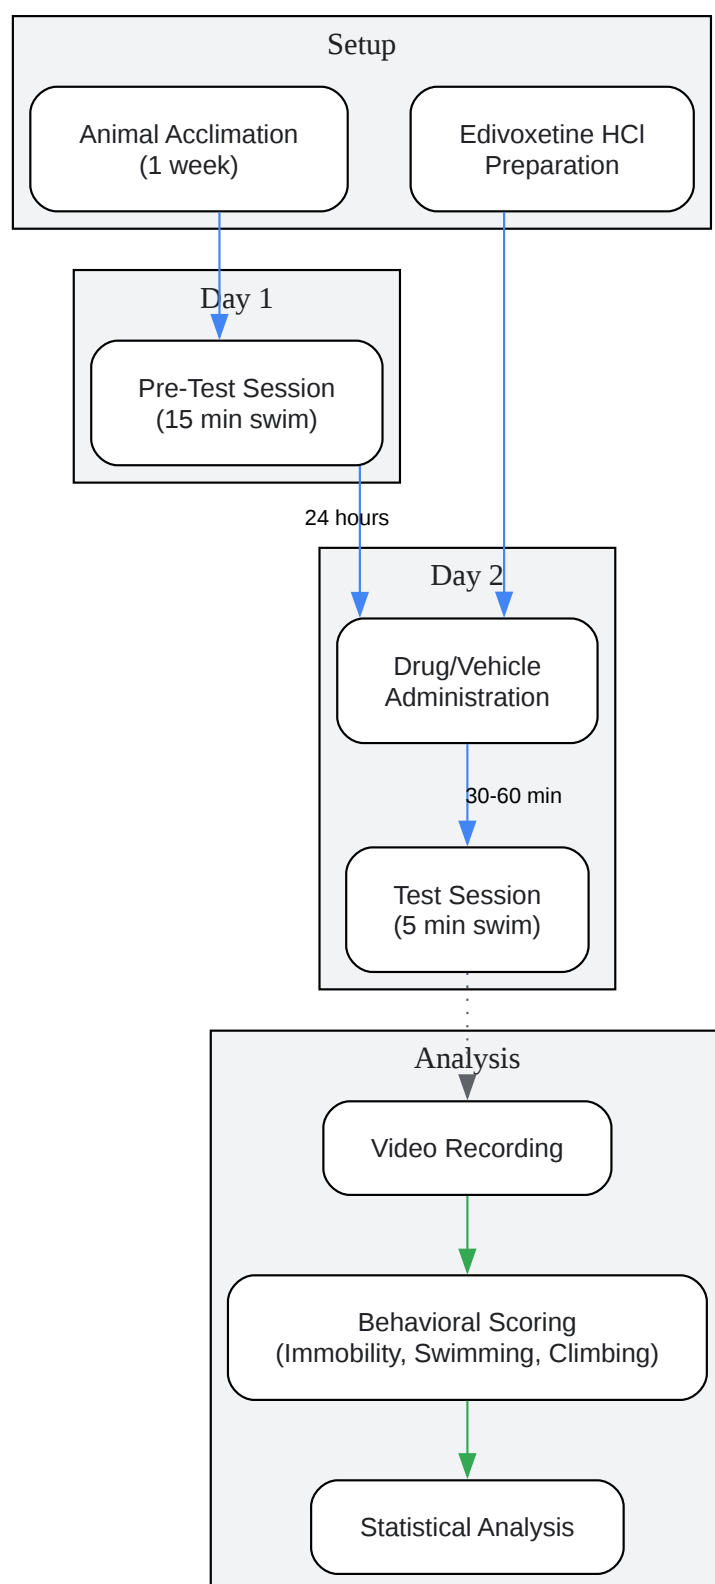 Setup
Animal Acclimation
(1 week)
Edivoxetine HCl
Preparation
Day 1
Pre-Test Session
(15 min swim)
24 hours
Day 2
Drug/Vehicle
Administration
30-60 min
Test Session
(5 min swim)
Analysis
Video Recording
Behavioral Scoring
(Immobility, Swimming, Climbing)
Statistical Analysis